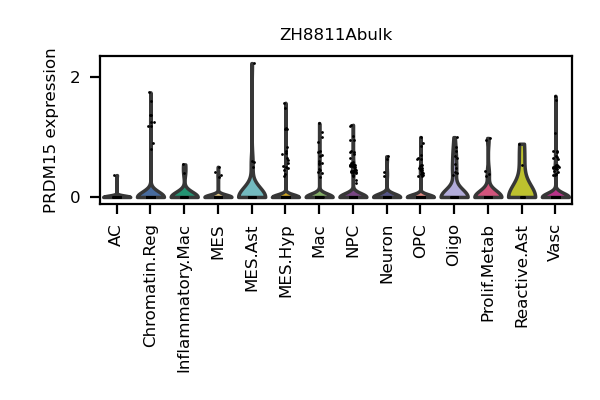 ZH8811Abulk
PRDM15 expression
2
0
AC
Chromatin.Reg
Inflammatory.Mac
MES
MES.Ast
MES.Hyp
Mac
NPC
Neuron
OPC
Oligo
Prolif.Metab
Reactive.Ast
Vasc